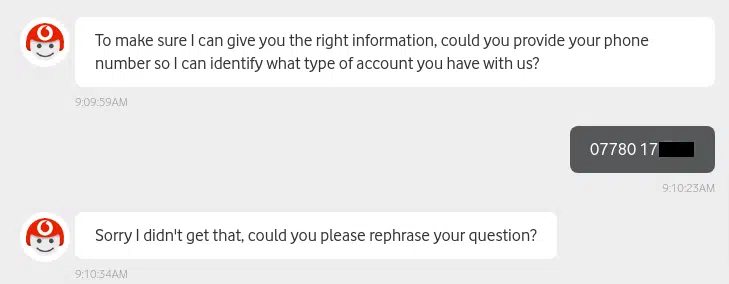 To make sure I can give you the right information, could you provide your phone
number so I can identify what type of account you have with us?
9:09:59AM
07780 17
9:10:23AM
Sorry I didn't get that, could you please rephrase your question?
9:10:34AM